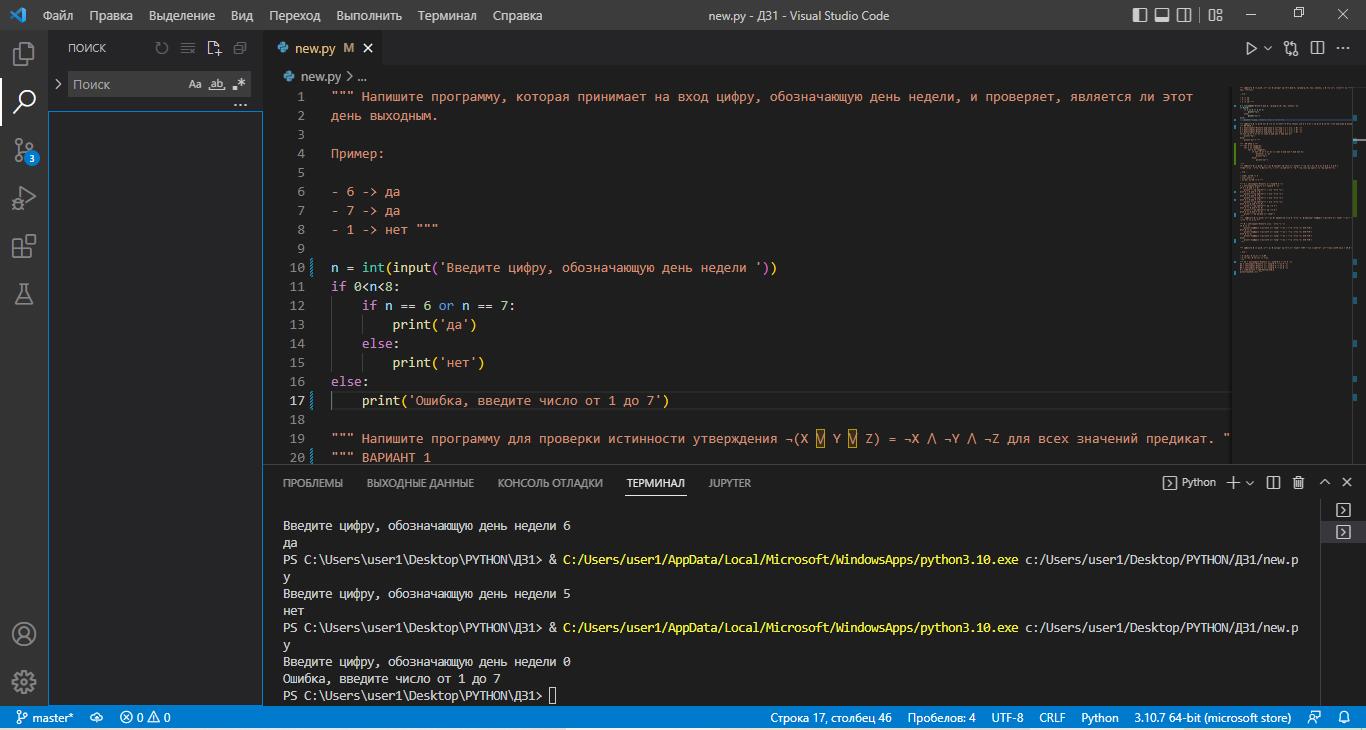 Файл Правка Выделение Вид Переход Выполнить Терминал Справка new.py - ДЗ1 - Visual Studio Code
ПОИСК
new.py M
Поиск Aa ab
new.py > ...
1 """ Напишите программу, которая принимает на вход цифру, обозначающую день недели, и проверяет, является ли этот
2 день выходным.
3
4 Пример:
5
6 - 6 -> да
7 - 7 -> да
8 - 1 -> нет """
9
10 n = int(input('Введите цифру, обозначающую день недели '))
11 if 0<n<8:
12 if n == 6 or n == 7:
13 print('да')
14 else:
15 print('нет')
16 else:
17 print('Ошибка, введите число от 1 до 7')
18
19 """ Напишите программу для проверки истинности утверждения ¬(X ⋁ Y ⋁ Z) = ¬X ⋀ ¬Y ⋀ ¬Z для всех значений предикат. "
20 """ ВАРИАНТ 1
3
ПРОБЛЕМЫ ВЫХОДНЫЕ ДАННЫЕ КОНСОЛЬ ОТЛАДКИ ТЕРМИНАЛ JUPYTER Python
Введите цифру, обозначающую день недели 6
да
PS C:\Users\user1\Desktop\PYTHON\ДЗ1> & C:/Users/user1/AppData/Local/Microsoft/WindowsApps/python3.10.exe c:/Users/user1/Desktop/PYTHON/ДЗ1/new.p
y
Введите цифру, обозначающую день недели 5
нет
PS C:\Users\user1\Desktop\PYTHON\ДЗ1> & C:/Users/user1/AppData/Local/Microsoft/WindowsApps/python3.10.exe c:/Users/user1/Desktop/PYTHON/ДЗ1/new.p
y
Введите цифру, обозначающую день недели 0
Ошибка, введите число от 1 до 7
PS C:\Users\user1\Desktop\PYTHON\ДЗ1>
master* 0 0 Строка 17, столбец 46 Пробелов: 4 UTF-8 CRLF Python 3.10.7 64-bit (microsoft store)